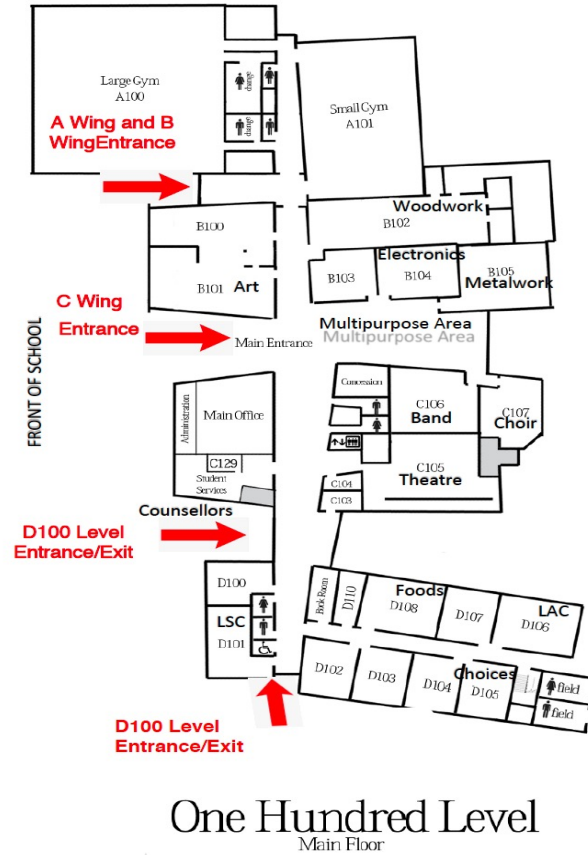 Large Gym
A100
change
change
Small Gym
A101
A Wing and B
WingEntrance
Woodwork
B102
B100
Electronics
B101
Art
B103
B104
B105
Metalwork
C Wing
Entrance
Main Entrance
Multipurpose Area
Multipurpose Area
FRONT OF SCHOOL
Concession
Administration
Main Office
C106
Band
C107
Choir
C129
Student
Services
C105
Theatre
C104
C103
Counsellors
D100 Level
Entrance/Exit
D100
LSC
D101
Book Room
D110
Foods
D108
D107
LAC
D106
D102
D103
D104
Choices
D105
field
field
D100 Level
Entrance/Exit
One Hundred Level
Main Floor